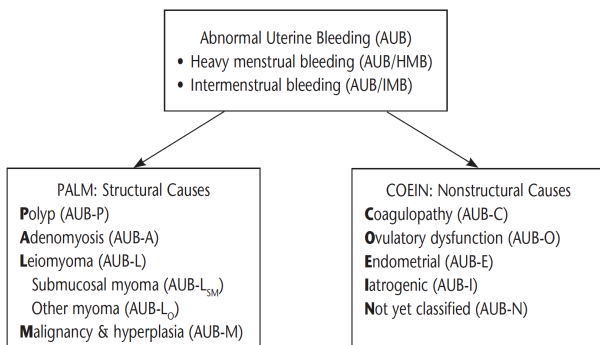 Abnormal Uterine Bleeding (AUB)
• Heavy menstrual bleeding (AUB/HMB)
• Intermenstrual bleeding (AUB/IMB)
PALM: Structural Causes
Polyp (AUB-P)
Adenomyosis (AUB-A)
Leiomyoma (AUB-L)
Submucosal myoma (AUB-L_SM)
Other myoma (AUB-L_O)
Malignancy & hyperplasia (AUB-M)
COEIN: Nonstructural Causes
Coagulopathy (AUB-C)
Ovulatory dysfunction (AUB-O)
Endometrial (AUB-E)
Iatrogenic (AUB-I)
Not yet classified (AUB-N)